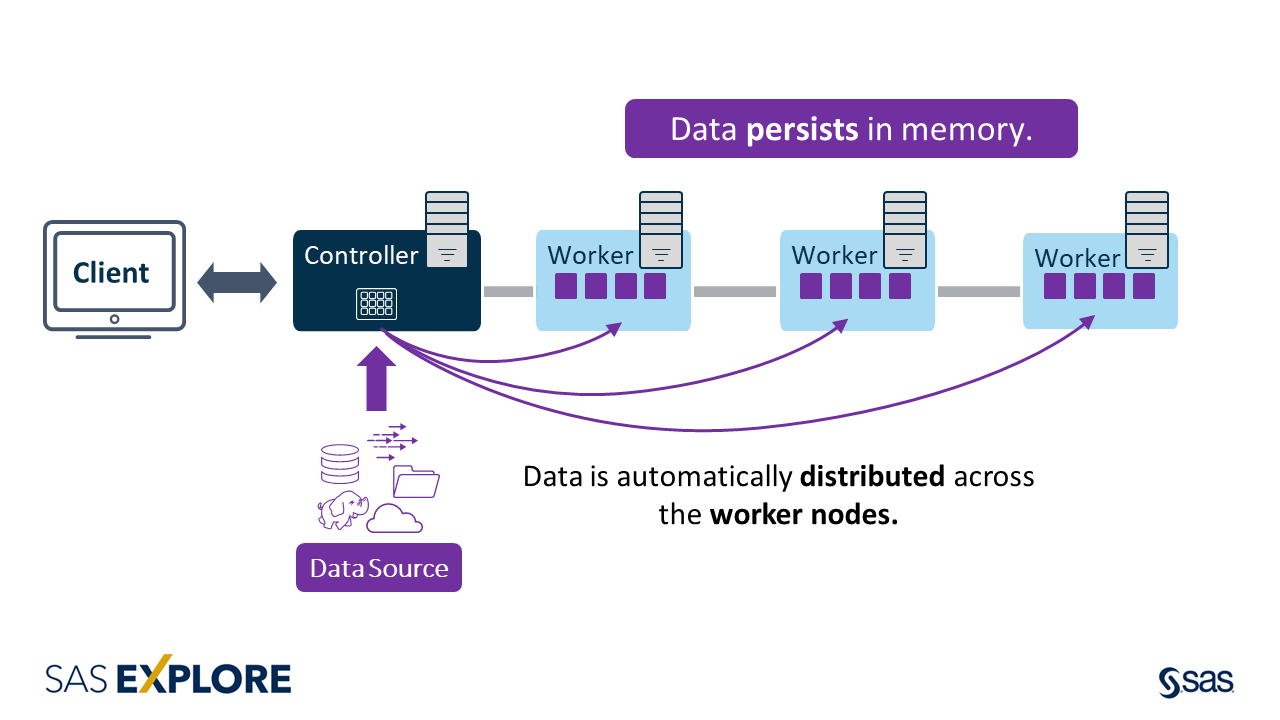 Data persists in memory.
Client
Controller
Worker
Worker
Worker
Data is automatically distributed across
the worker nodes.
Data Source
SAS EXPLORE
sas